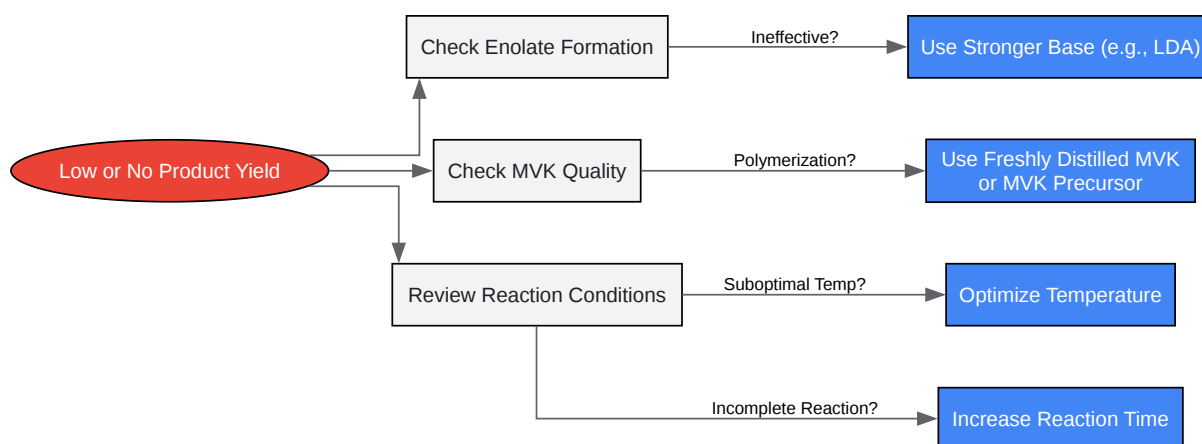 Check Enolate Formation
Ineffective?
Use Stronger Base (e.g., LDA)
Low or No Product Yield
Check MVK Quality
Polymerization?
Use Freshly Distilled MVK
or MVK Precursor
Review Reaction Conditions
Suboptimal Temp?
Optimize Temperature
Incomplete Reaction?
Increase Reaction Time